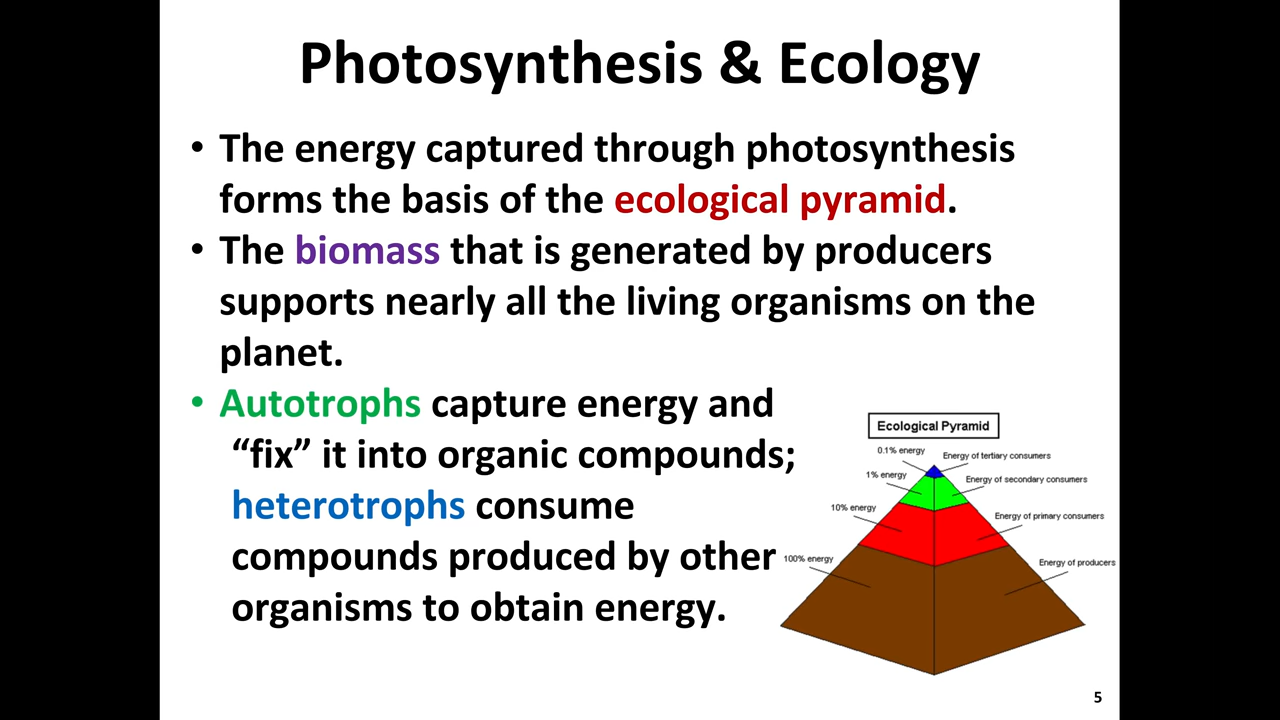 Photosynthesis & Ecology
• The energy captured through photosynthesis
forms the basis of the ecological pyramid.
• The biomass that is generated by producers
supports nearly all the living organisms on the
planet.
• Autotrophs capture energy and
“fix” it into organic compounds;
heterotrophs consume
compounds produced by other
organisms to obtain energy.
Ecological Pyramid
0.1% energy
Energy of tertiary consumers
1% energy
Energy of secondary consumers
10% energy
Energy of primary consumers
100% energy
Energy of producers
5